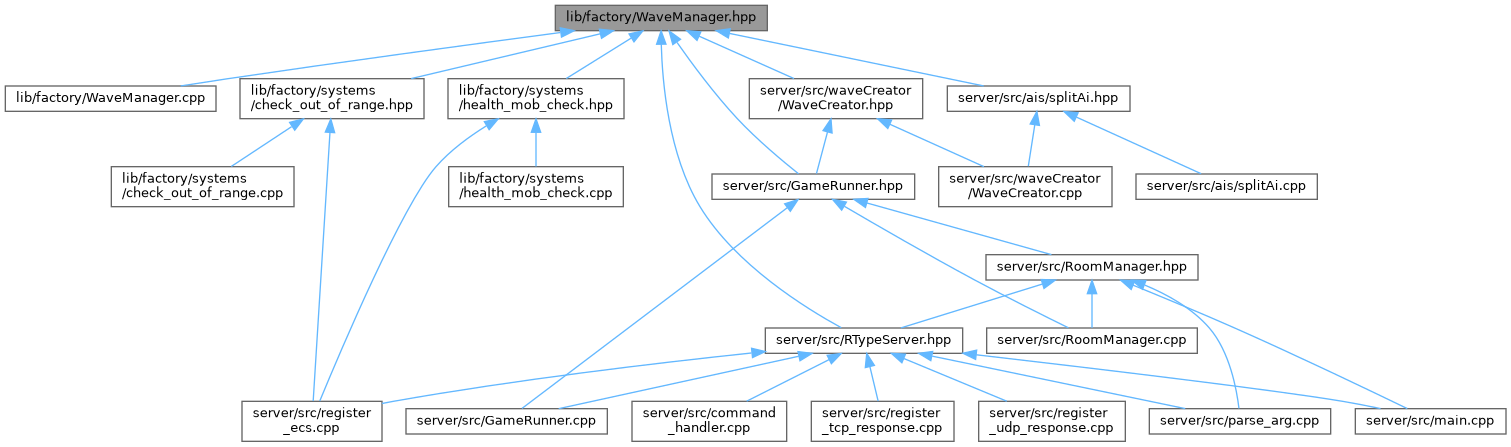 lib/factory/WaveManager.hpp
lib/factory/WaveManager.cpp
lib/factory/systems
/check_out_of_range.hpp
lib/factory/systems
/health_mob_check.hpp
server/src/waveCreator
/WaveCreator.hpp
server/src/ais/splitAi.hpp
lib/factory/systems
/check_out_of_range.cpp
lib/factory/systems
/health_mob_check.cpp
server/src/GameRunner.hpp
server/src/waveCreator
/WaveCreator.cpp
server/src/ais/splitAi.cpp
server/src/RoomManager.hpp
server/src/RTypeServer.hpp
server/src/RoomManager.cpp
server/src/register
_ecs.cpp
server/src/GameRunner.cpp
server/src/command
_handler.cpp
server/src/register
_tcp_response.cpp
server/src/register
_udp_response.cpp
server/src/parse_arg.cpp
server/src/main.cpp